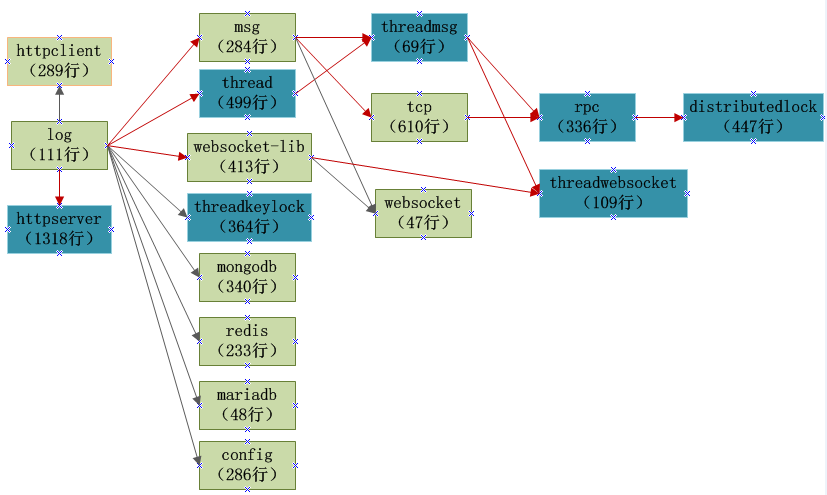 httpclient
（289行）
log
（111行）
httpserver
（1318行）
msg
（284行）
thread
（499行）
websocket-lib
（413行）
threadkeylock
（364行）
mongodb
（340行）
redis
（233行）
mariadb
（48行）
config
（286行）
threadmsg
（69行）
tcp
（610行）
websocket
（47行）
rpc
（336行）
threadwebsocket
（109行）
distributedlock
（447行）